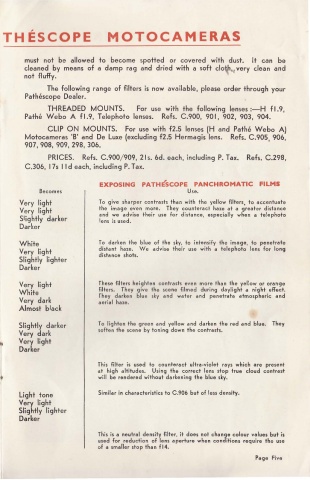 THÉSCOPE MOTOCAMERAS
must not be allowed to become spotted or covered with dust. It can be
cleaned by means of a damp rag and dried with a soft cloth, very clean and
not fluffy.
The following range of filters is now available, please order through your
Pathéscope Dealer.
THREADED MOUNTS. For use with the following lenses :—H f1.9,
Pathé Webo A f1.9, Telephoto lenses. Refs. C.900, 901, 902, 903, 904.
CLIP ON MOUNTS. For use with f2.5 lenses (H and Pathé Webo A)
Motocameras 'B' and De Luxe (excluding f2.5 Hermagis lens. Refs. C.905, 906,
907, 908, 909, 298, 306.
PRICES. Refs. C.900/909, 21s. 6d. each, including P. Tax. Refs, C.298,
C.306, 17s 11d each, including P. Tax.
EXPOSING PATHÉSCOPE PANCHROMATIC FILMS
Becomes
Use.
Very light
Very light
Slightly darker
Darker
To give sharper contrasts than with the yellow filters, to accentuate
the image even more. They counteract haze at a greater distance
and we advise their use for distance, especially when a telephoto
lens is used.
White
Very light
Slightly lighter
Darker
To darken the blue of the sky, to intensify the image, to penetrate
distant haze. We advise their use with a telephoto lens for long
distance shots.
Very light
White
Very dark
Almost black
These filters heighten contrasts even more than the yellow or orange
filters. They give the scene filmed during daylight a night effect.
They darken blue sky and water and penetrate atmospheric and
aerial haze.
Slightly darker
Very dark
Very light
Darker
To lighten the green and yellow and darken the red and blue. They
soften the scene by toning down the contrasts.
This filter is used to counteract ultra-violet rays which are present
at high altitudes. Using the correct lens stop true cloud contrast
will be rendered without darkening the blue sky.
Light tone
Very light
Slightly lighter
Darker
Similar in characteristics to C.906 but of less density.
This is a neutral density filter, it does not change colour values but is
used for reduction of lens aperture when conditions require the use
of a smaller stop than f14.
Page Five